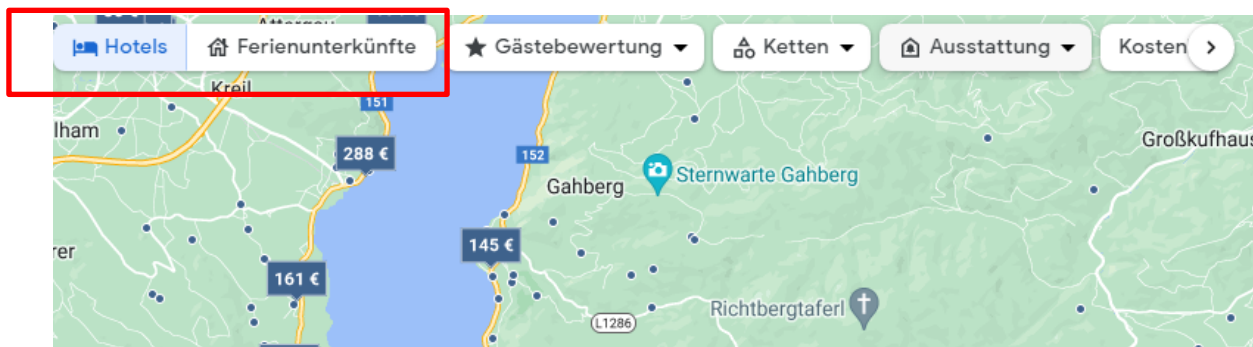 Attergau
Hotels
Ferienunterkünfte
Gästebewertung
Ketten
Ausstattung
Kosten
Kreil
151
lham
288 €
152
Großkufhaus
Sternwarte Gahberg
Gahberg
rer
145 €
161 €
Richtbergtaferl
L1286